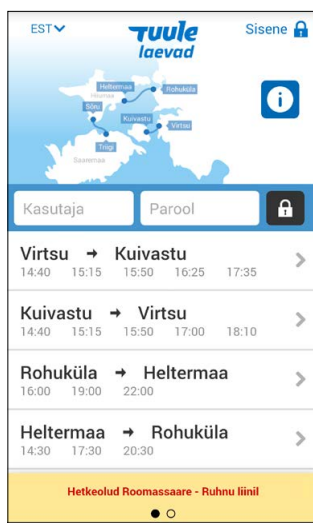 EST
Sisene
TUULE
laevad
Heltermaa
Rohuküla
Hiiumaa
Sõru
Kuivastu
Virtsu
Triigi
Saaremaa
Kasutaja
Parool
Virtsu → Kuivastu
14:40 15:15 15:50 16:25 17:35
Kuivastu → Virtsu
14:40 15:15 15:50 17:00 18:10
Rohuküla → Heltermaa
16:00 19:00 22:00
Heltermaa → Rohuküla
14:30 17:30 20:30
Hetkeolud Roomassaare - Ruhnu liinil